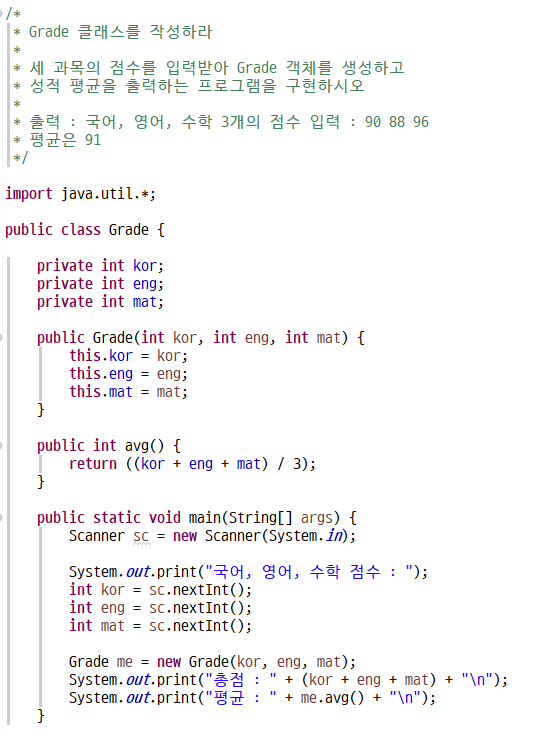 /*
 * Grade 클래스를 작성하라
 *
 * 세 과목의 점수를 입력받아 Grade 객체를 생성하고
 * 성적 평균을 출력하는 프로그램을 구현하시오
 *
 * 출력 : 국어, 영어, 수학 3개의 점수 입력 : 90 88 96
 * 평균은 91
 */
import java.util.*;
public class Grade {
    private int kor;
    private int eng;
    private int mat;
    public Grade(int kor, int eng, int mat) {
        this.kor = kor;
        this.eng = eng;
        this.mat = mat;
    }
    public int avg() {
        return ((kor + eng + mat) / 3);
    }
    public static void main(String[] args) {
        Scanner sc = new Scanner(System.in);
        System.out.print("국어, 영어, 수학 점수 : ");
        int kor = sc.nextInt();
        int eng = sc.nextInt();
        int mat = sc.nextInt();
        Grade me = new Grade(kor, eng, mat);
        System.out.print("총점 : " + (kor + eng + mat) + "\n");
        System.out.print("평균 : " + me.avg() + "\n");
    }